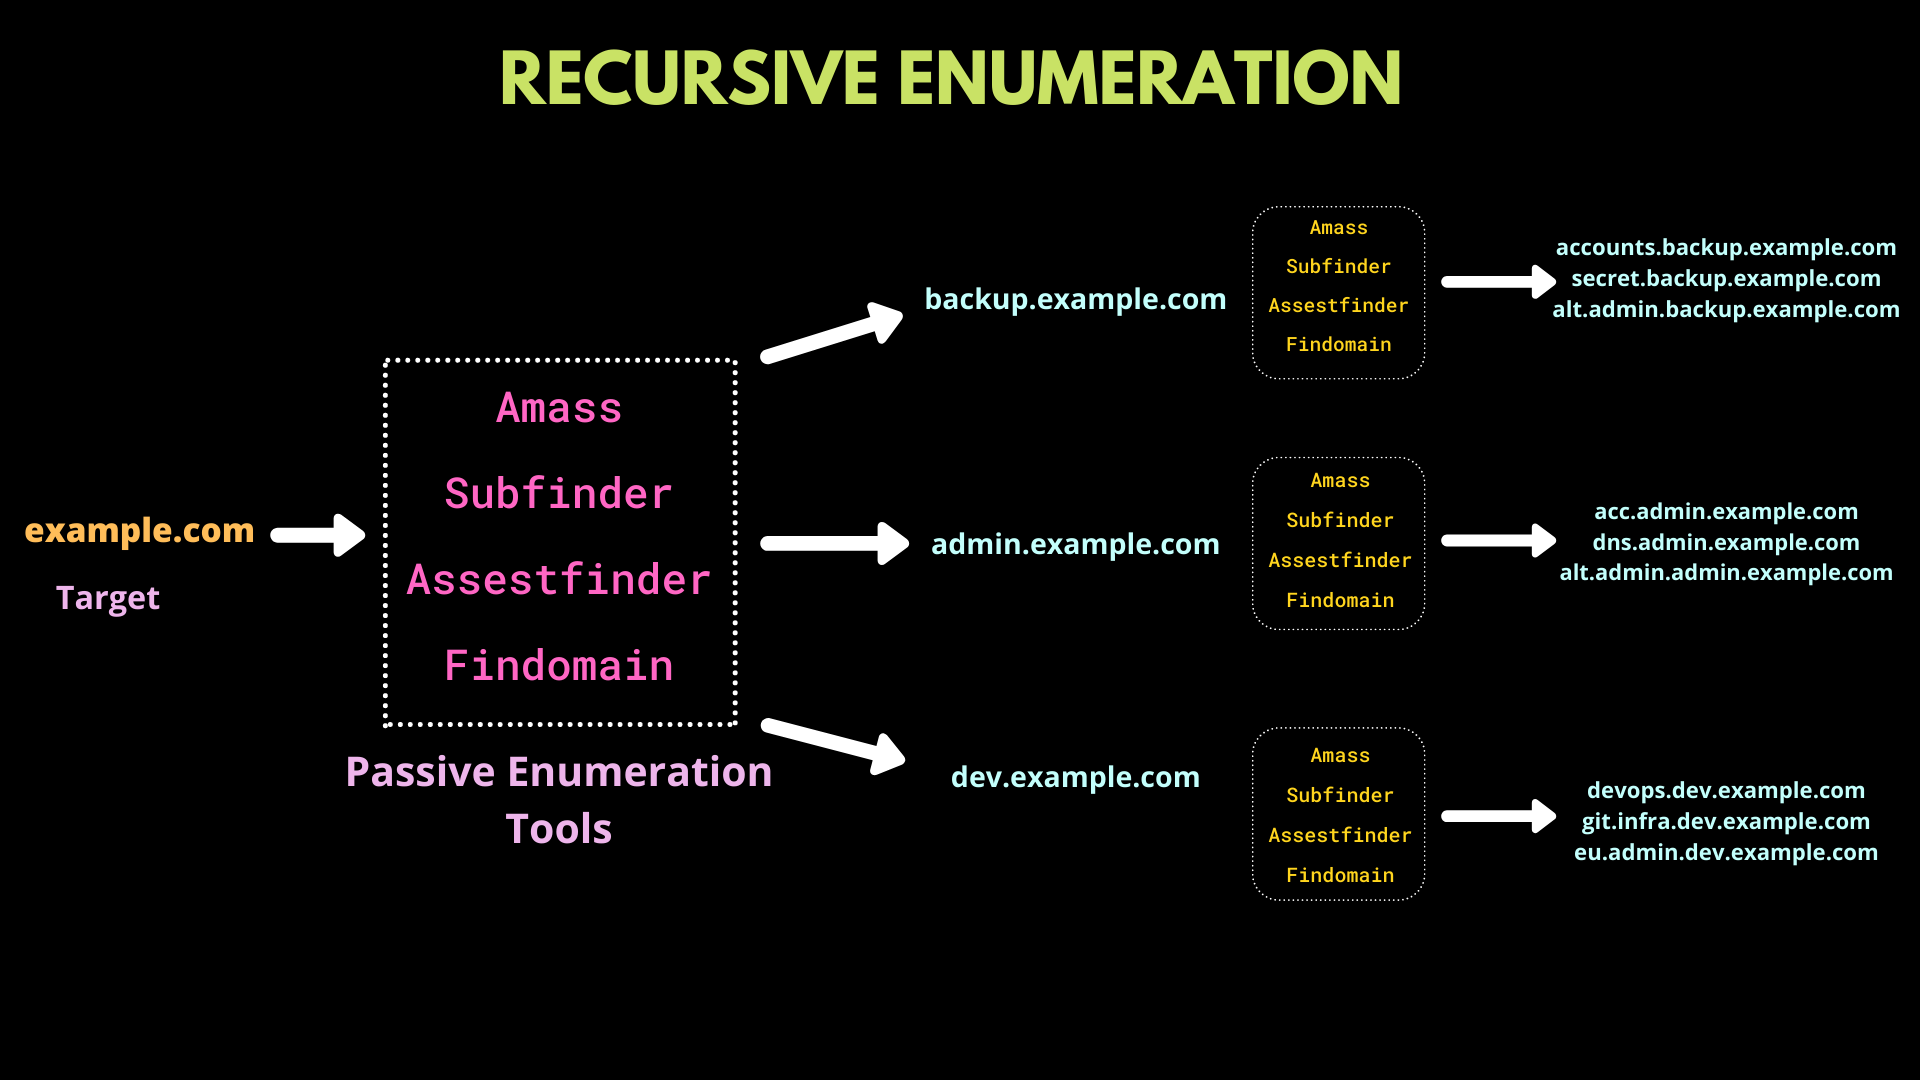 RECURSIVE ENUMERATION
example.com
Target
Amass
Subfinder
Assestfinder
Findomain
Passive Enumeration
Tools
backup.example.com
Amass
Subfinder
Assestfinder
Findomain
accounts.backup.example.com
secret.backup.example.com
alt.admin.backup.example.com
admin.example.com
Amass
Subfinder
Assestfinder
Findomain
acc.admin.example.com
dns.admin.example.com
alt.admin.admin.example.com
dev.example.com
Amass
Subfinder
Assestfinder
Findomain
devops.dev.example.com
git.infra.dev.example.com
eu.admin.dev.example.com